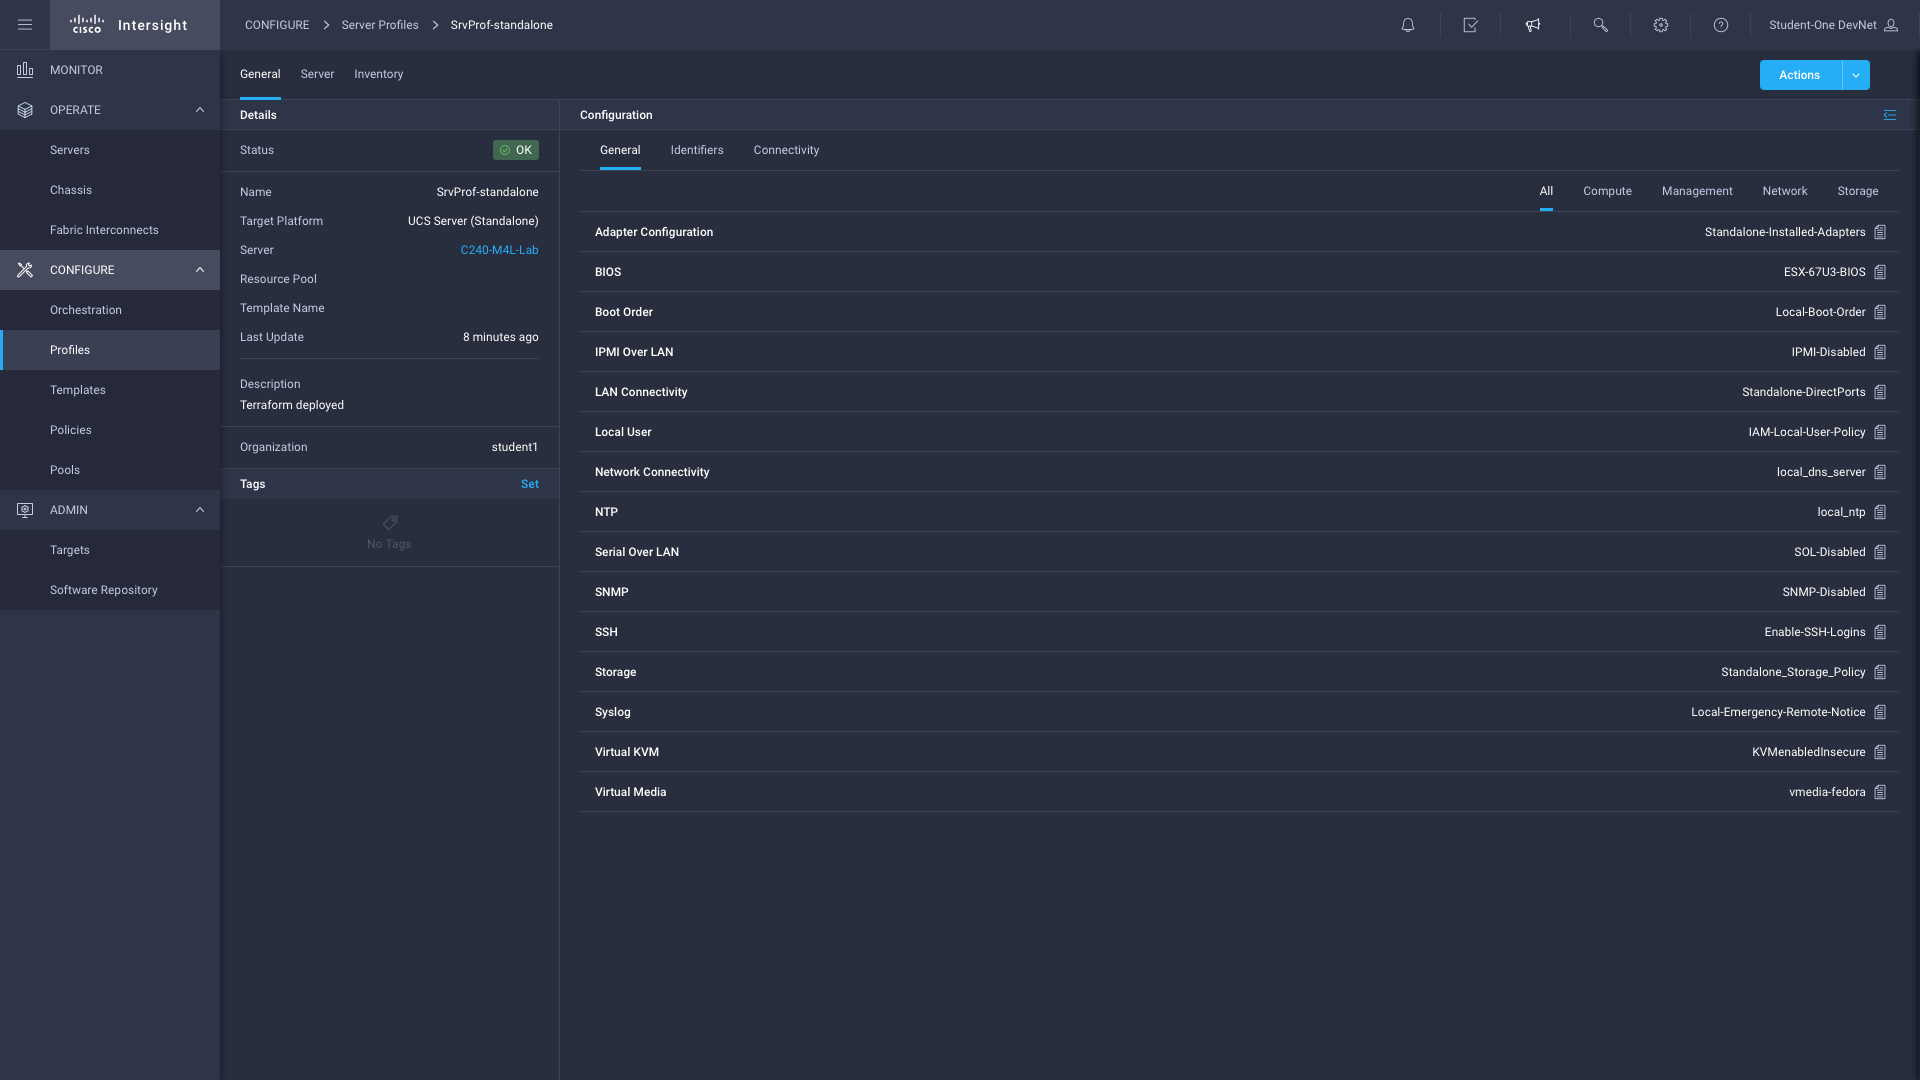 cisco Intersight
CONFIGURE > Server Profiles > SrvProf-standalone
Student-One DevNet
MONITOR
OPERATE
Servers
Chassis
Fabric Interconnects
CONFIGURE
Orchestration
Profiles
Templates
Policies
Pools
ADMIN
Targets
Software Repository
General Server Inventory
Actions
Details
Status OK
Name SrvProf-standalone
Target Platform UCS Server (Standalone)
Server C240-M4L-Lab
Resource Pool
Template Name
Last Update 8 minutes ago
Description
Terraform deployed
Organization student1
Tags Set
No Tags
Configuration
General Identifiers Connectivity
All Compute Management Network Storage
Adapter Configuration Standalone-Installed-Adapters
BIOS ESX-67U3-BIOS
Boot Order Local-Boot-Order
IPMI Over LAN IPMI-Disabled
LAN Connectivity Standalone-DirectPorts
Local User IAM-Local-User-Policy
Network Connectivity local_dns_server
NTP local_ntp
Serial Over LAN SOL-Disabled
SNMP SNMP-Disabled
SSH Enable-SSH-Logins
Storage Standalone_Storage_Policy
Syslog Local-Emergency-Remote-Notice
Virtual KVM KVMenabledInsecure
Virtual Media vmedia-fedora